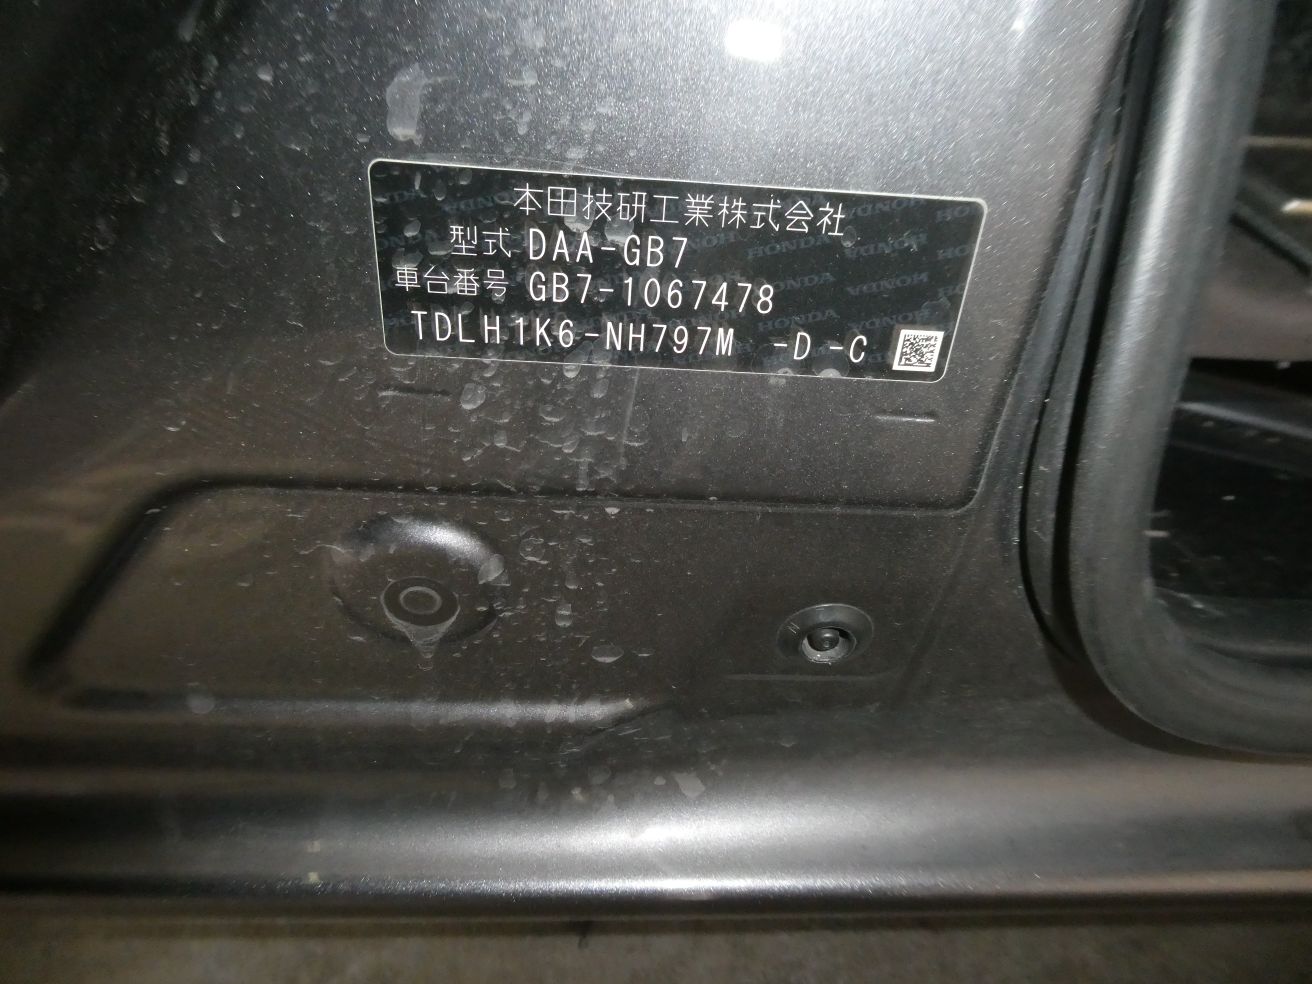 本田技研工業株式会社
型式 DAA-GB7
車台番号 GB7-1067478
TDLH1K6-NH797M -D -C